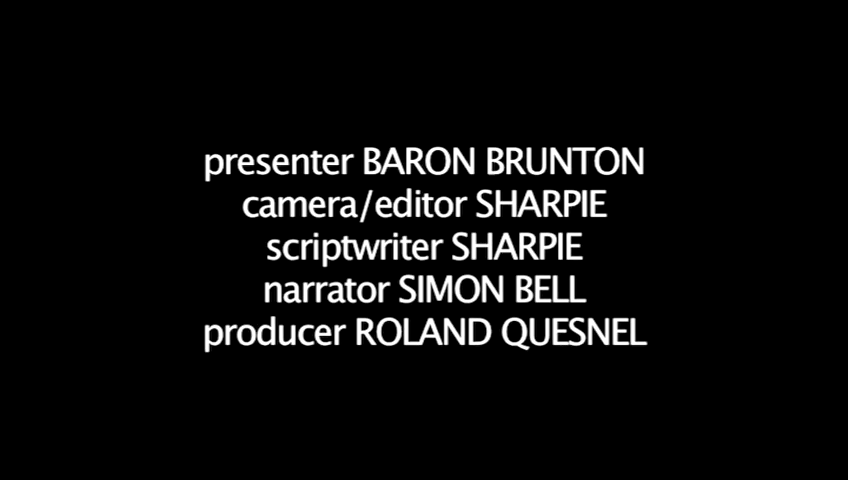 presenter BARON BRUNTON
camera/editor SHARPIE
scriptwriter SHARPIE
narrator SIMON BELL
producer ROLAND QUESNEL